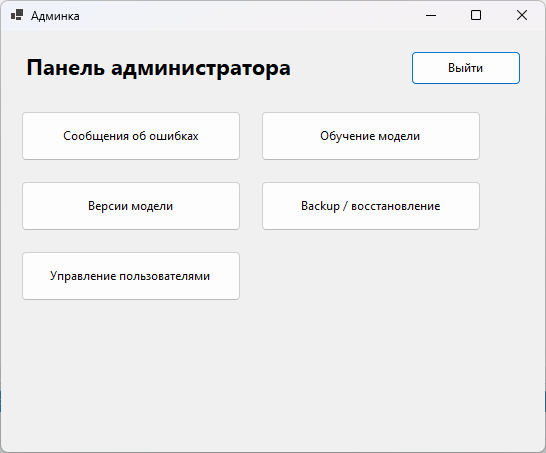 Админка
Панель администратора
Выйти
Сообщения об ошибках
Обучение модели
Версии модели
Backup / восстановление
Управление пользователями